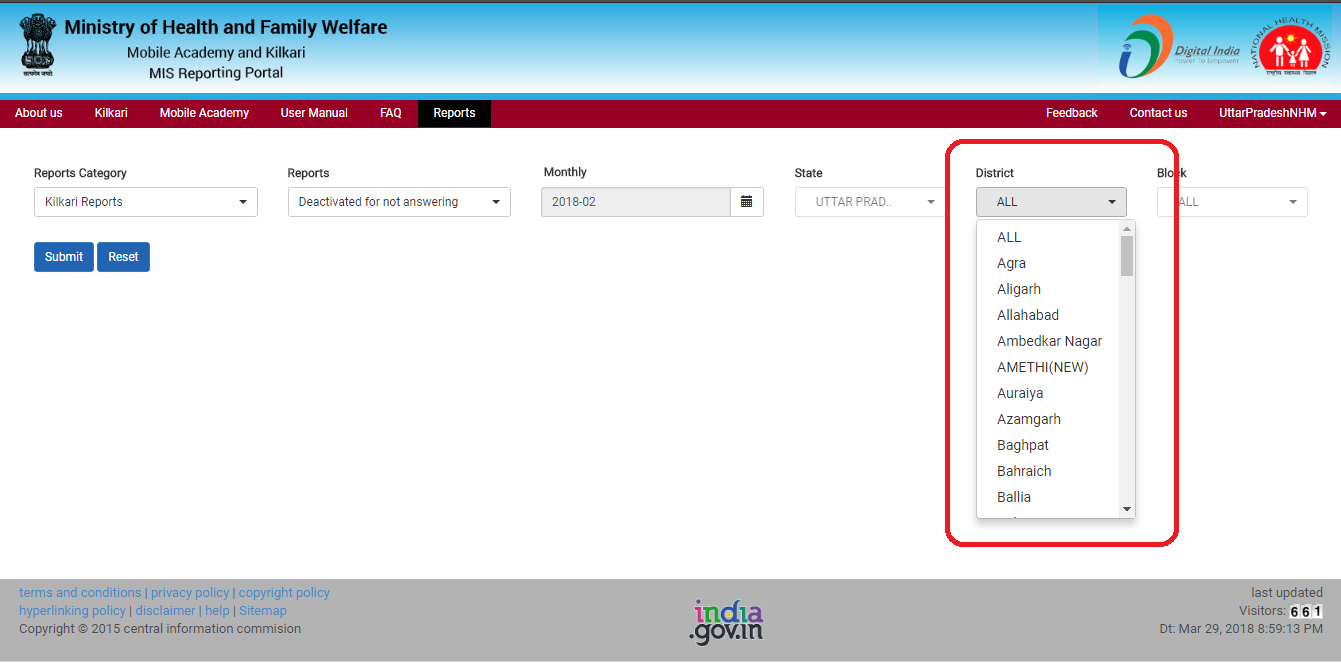 Ministry of Health and Family Welfare
Mobile Academy and Kilkari
MIS Reporting Portal
सत्यमेव जयते
Digital India
Power To Empower
NATIONAL HEALTH MISSION
राष्ट्रीय स्वास्थ्य मिशन
About us Kilkari Mobile Academy User Manual FAQ Reports Feedback Contact us UttarPradeshNHM
Reports Category Reports Monthly State District Block
Kilkari Reports Deactivated for not answering 2018-02 UTTAR PRAD.. ALL ALL
Submit Reset
ALL
Agra
Aligarh
Allahabad
Ambedkar Nagar
AMETHI(NEW)
Auraiya
Azamgarh
Baghpat
Bahraich
Ballia
terms and conditions | privacy policy | copyright policy
hyperlinking policy | disclaimer | help | Sitemap
Copyright © 2015 central information commision
india
.gov.in
last updated
Visitors: 661
Dt: Mar 29, 2018 8:59:13 PM